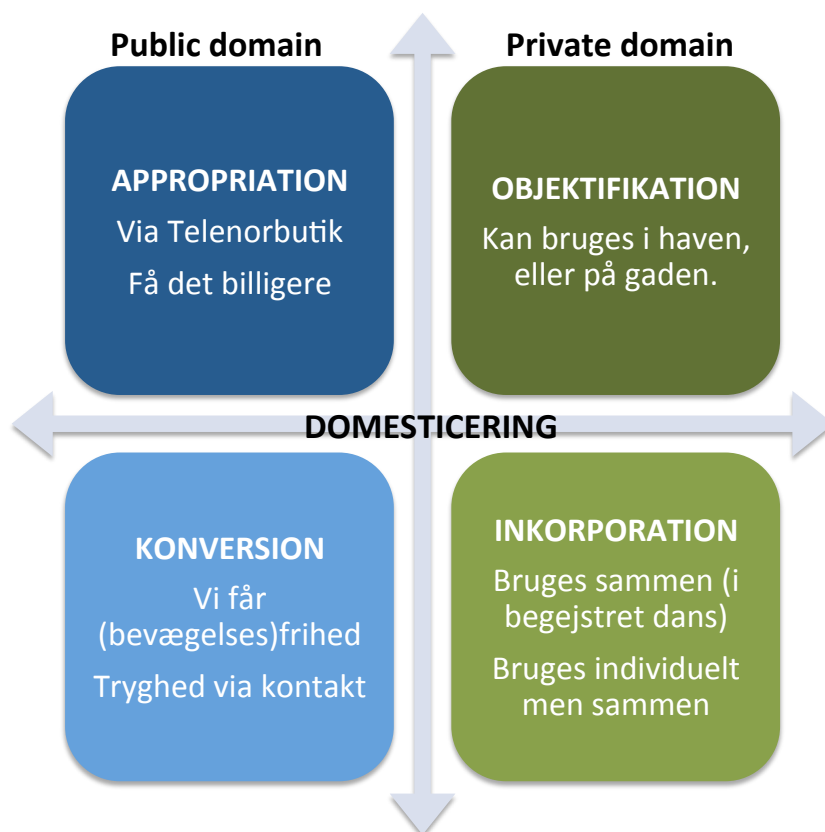 Public domain
Private domain
APPROPRIATION
Via Telenorbutik
Få det billigere
OBJEKTIFIKATION
Kan bruges i haven,
eller på gaden.
DOMESTICERING
KONVERSION
Vi får
(bevægelses)frihed
Tryghed via kontakt
INKORPORATION
Bruges sammen (i
begejstret dans)
Bruges individuelt
men sammen